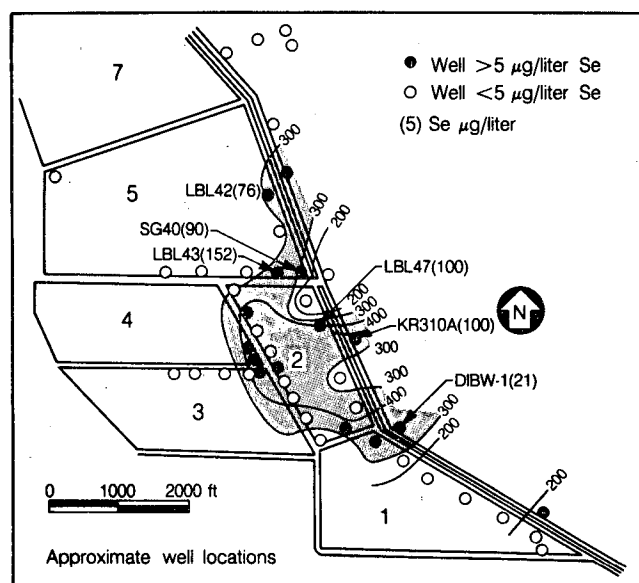 Well >5 µg/liter Se
Well <5 µg/liter Se
(5) Se µg/liter
7
300
LBL42(76)
5
300
200
SG40(90)
LBL43(152)
LBL47(100)
200
300
400
KR310A(100)
N
4
2
300
300
DIBW-1(21)
3
400
300
200
200
0 1000 2000 ft
1
Approximate well locations